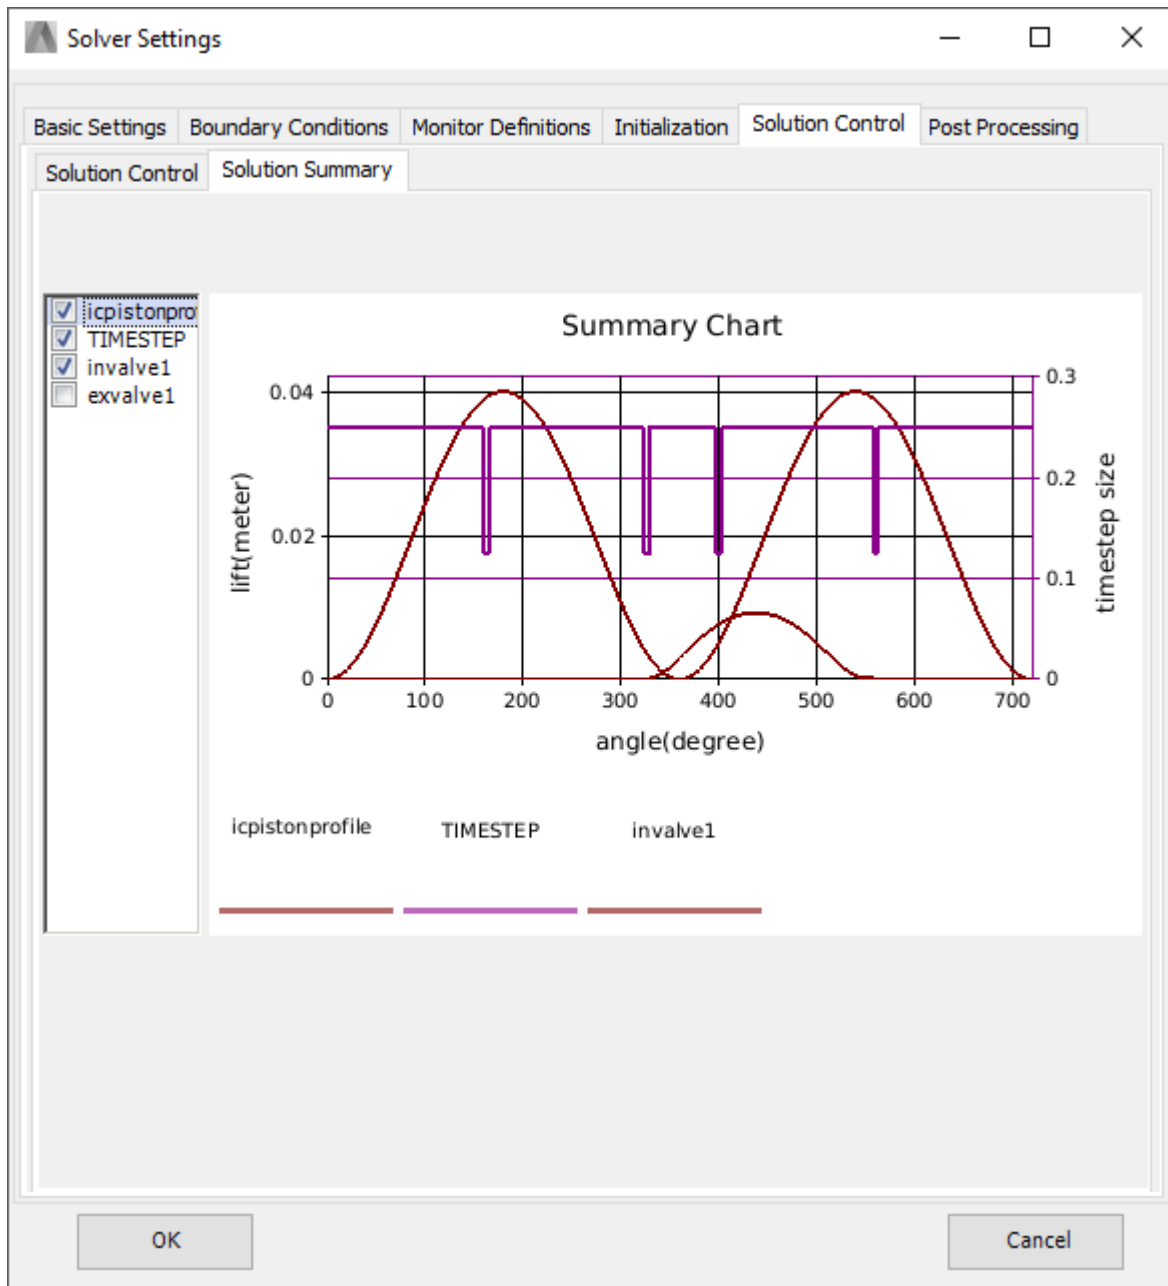 Solver Settings
Basic Settings Boundary Conditions Monitor Definitions Initialization Solution Control Post Processing
Solution Control Solution Summary
icpistonpro
TIMESTEP
invalve1
exvalve1
Summary Chart
0.04
0.02
0
lift(meter)
0.3
0.2
0.1
0
timestep size
0 100 200 300 400 500 600 700
angle(degree)
icpistonprofile TIMESTEP invalve1
OK Cancel